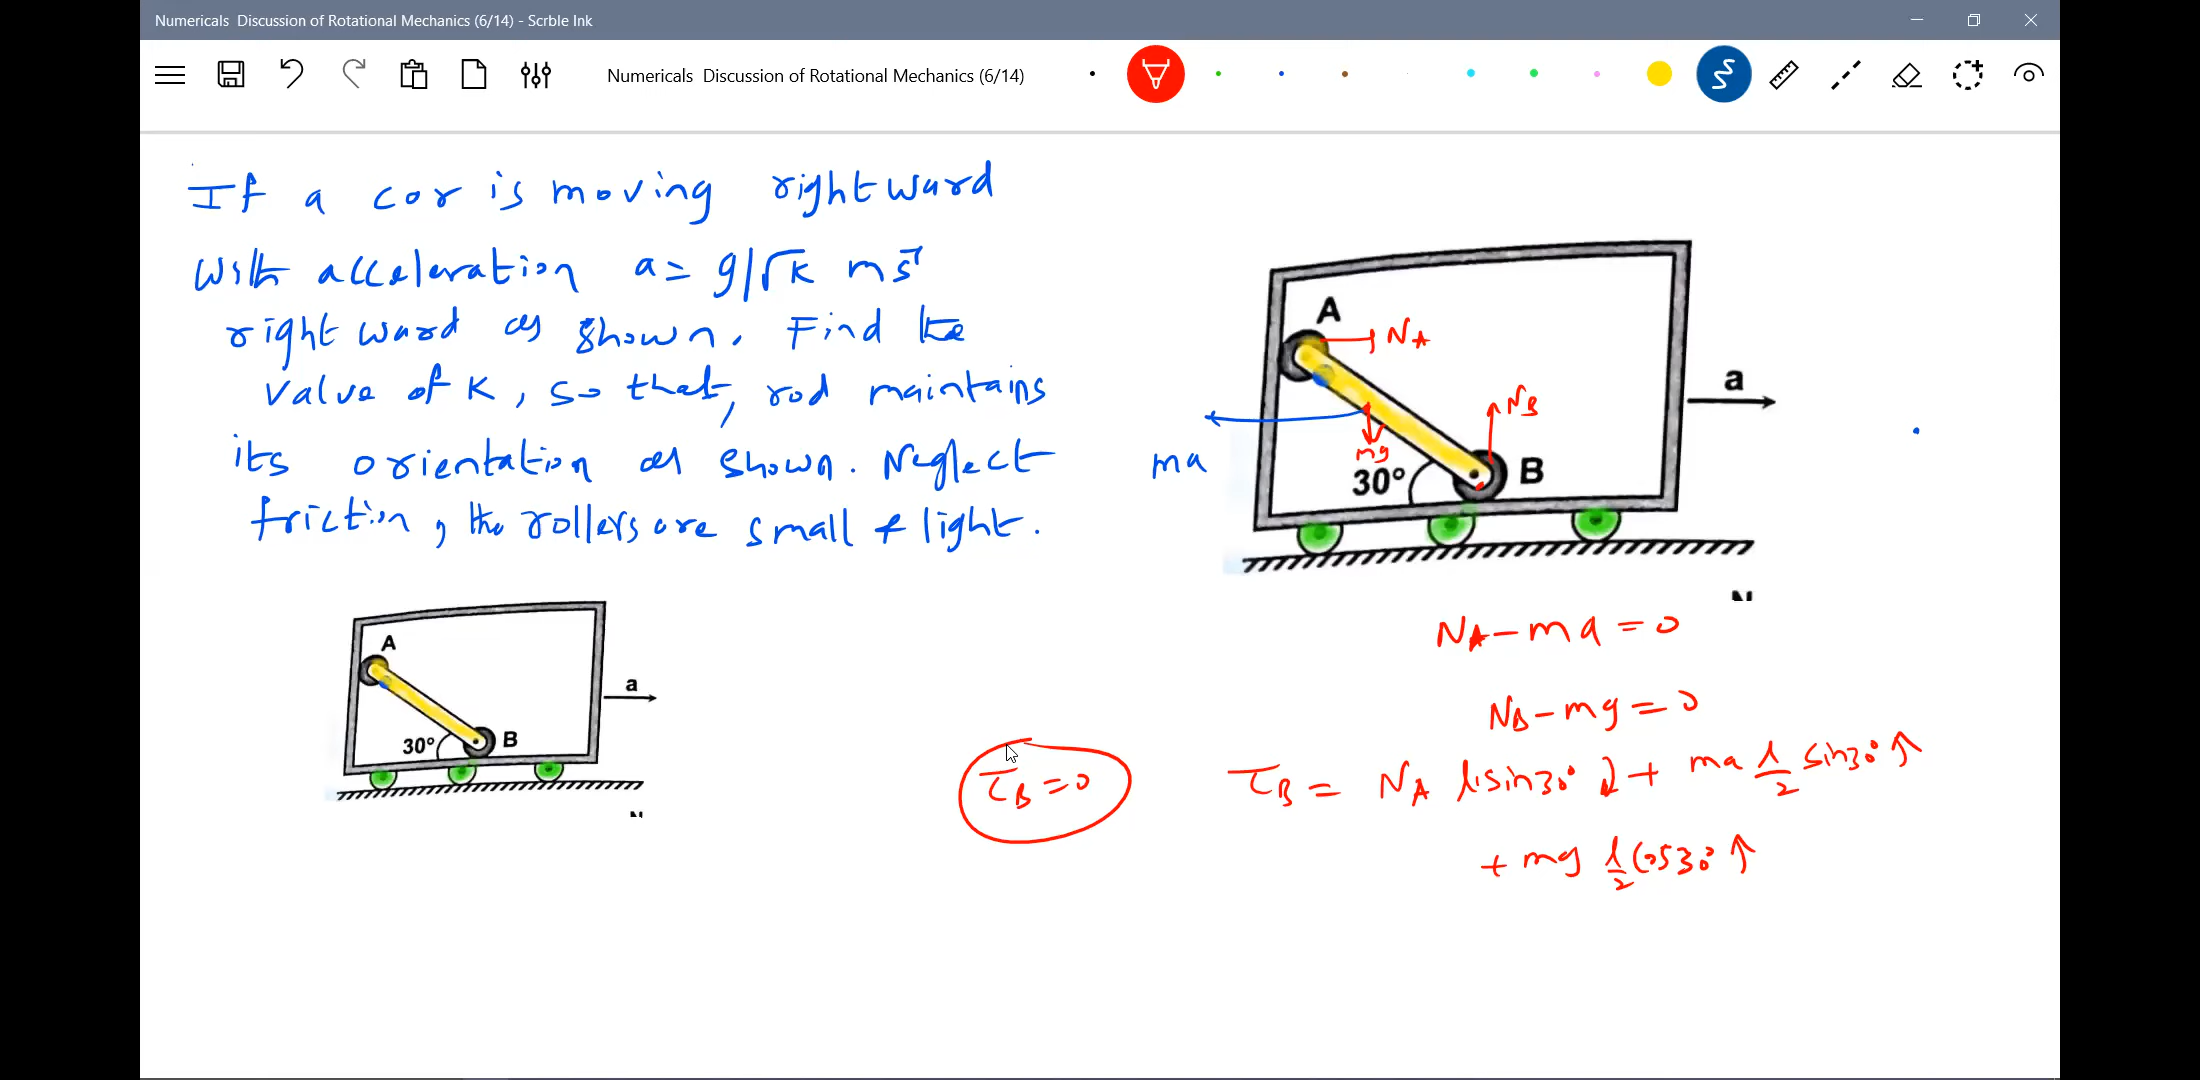 Numericals Discussion of Rotational Mechanics (6/14) - Scrble Ink
Numericals Discussion of Rotational Mechanics (6/14)
If a cor is moving rightward
with acceleration a = g/√k ms⁻¹
rightward as shown. Find the
value of K, so that, rod maintains
its orientation as shown. Neglect
friction, the rollers are small & light.
A
N_A
a
N_B
mg
ma
30°
B
N
A
a
30°
B
N
N_A - ma = 0
N_B - mg = 0
τ_B = 0
τ_B = N_A l sin30° ↓ + ma l/2 sin30° ↑
+ mg l/2 cos30° ↑